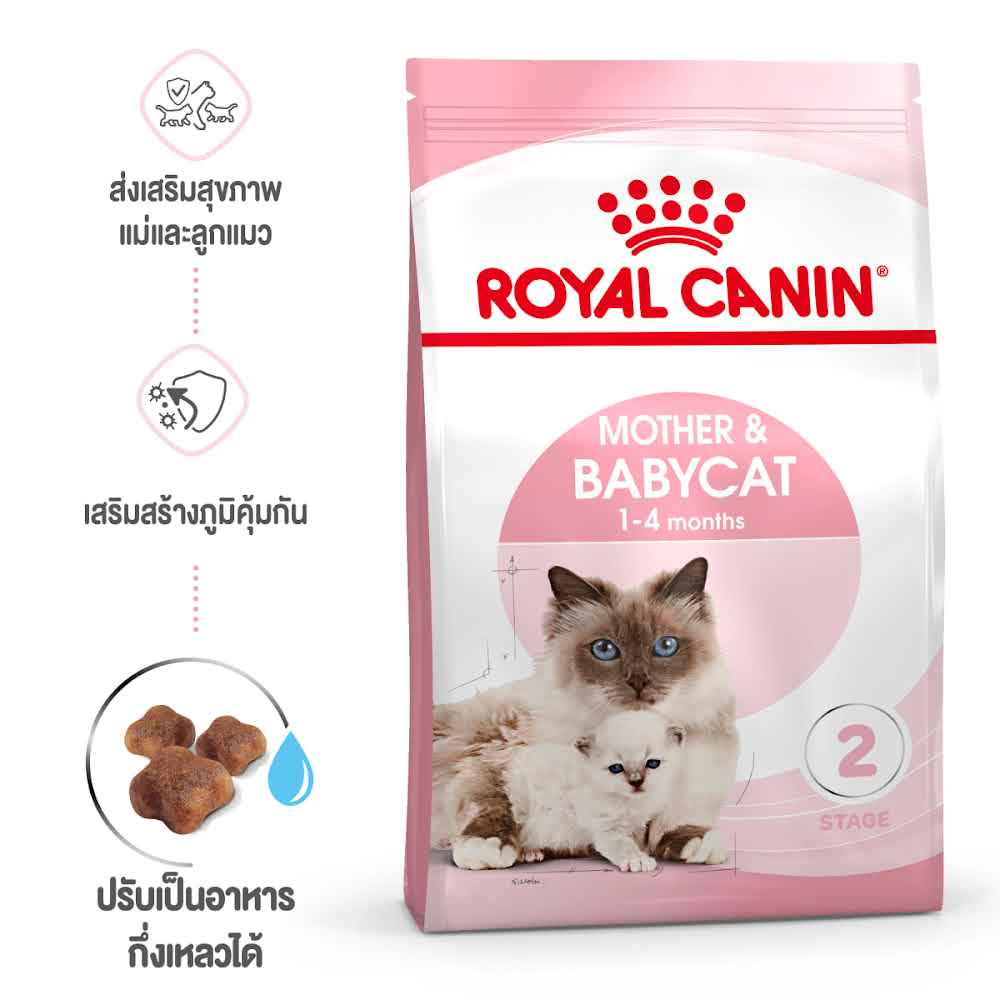 ส่งเสริมสุขภาพ
แม่และลูกแมว
เสริมสร้างภูมิคุ้มกัน
ปรับเป็นอาหาร
กึ่งเหลวได้
ROYAL CANIN®
MOTHER &
BABYCAT
1-4 months
2
STAGE